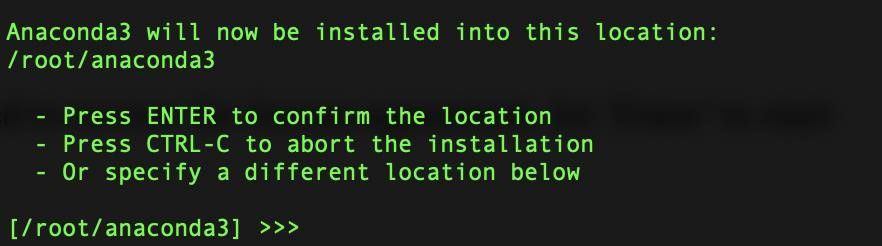 Anaconda3 will now be installed into this location:
/root/anaconda3
- Press ENTER to confirm the location
- Press CTRL-C to abort the installation
- Or specify a different location below
[/root/anaconda3] >>>